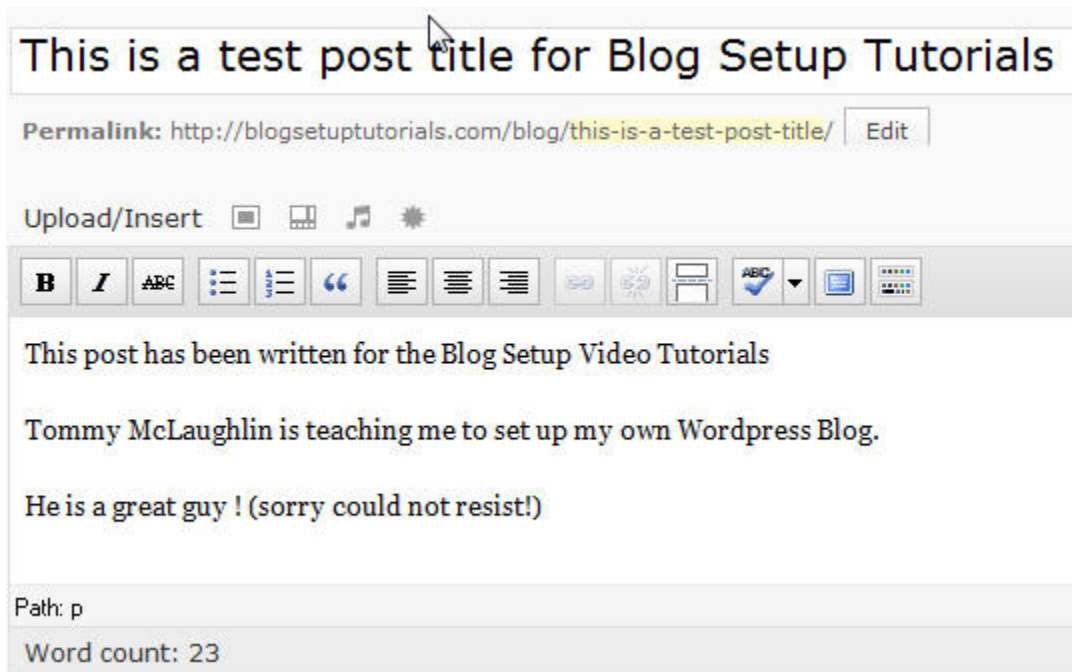 This is a test post title for Blog Setup Tutorials
Permalink: http://blogsetuptutorials.com/blog/this-is-a-test-post-title/ Edit
Upload/Insert
B I ABC ABC
This post has been written for the Blog Setup Video Tutorials
Tommy McLaughlin is teaching me to set up my own Wordpress Blog.
He is a great guy ! (sorry could not resist!)
Path: p
Word count: 23